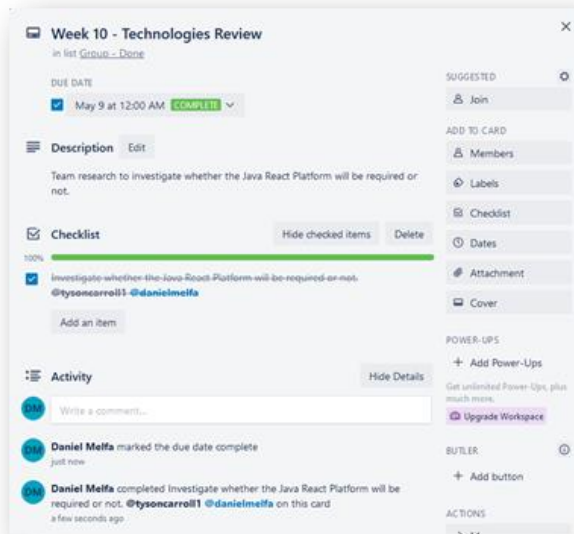 Week 10 - Technologies Review
in list Group - Done
DUE DATE
May 9 at 12:00 AM COMPLETE
Description Edit
Team research to investigate whether the Java React Platform will be required or
not.
Checklist Hide checked items Delete
100%
Investigate whether the Java React Platform will be required or not.
@tysoncarroll1 @danielmelfa
Add an item
Activity Hide Details
DM Write a comment...
DM Daniel Melfa marked the due date complete
just now
DM Daniel Melfa completed Investigate whether the Java React Platform will be
required or not. @tysoncarroll1 @danielmelfa on this card
a few seconds ago
SUGGESTED
Join
ADD TO CARD
Members
Labels
Checklist
Dates
Attachment
Cover
POWER-UPS
+ Add Power-Ups
Get unlimited Power-Ups, plus
much more.
Upgrade Workspace
BUTLER
+ Add button
ACTIONS